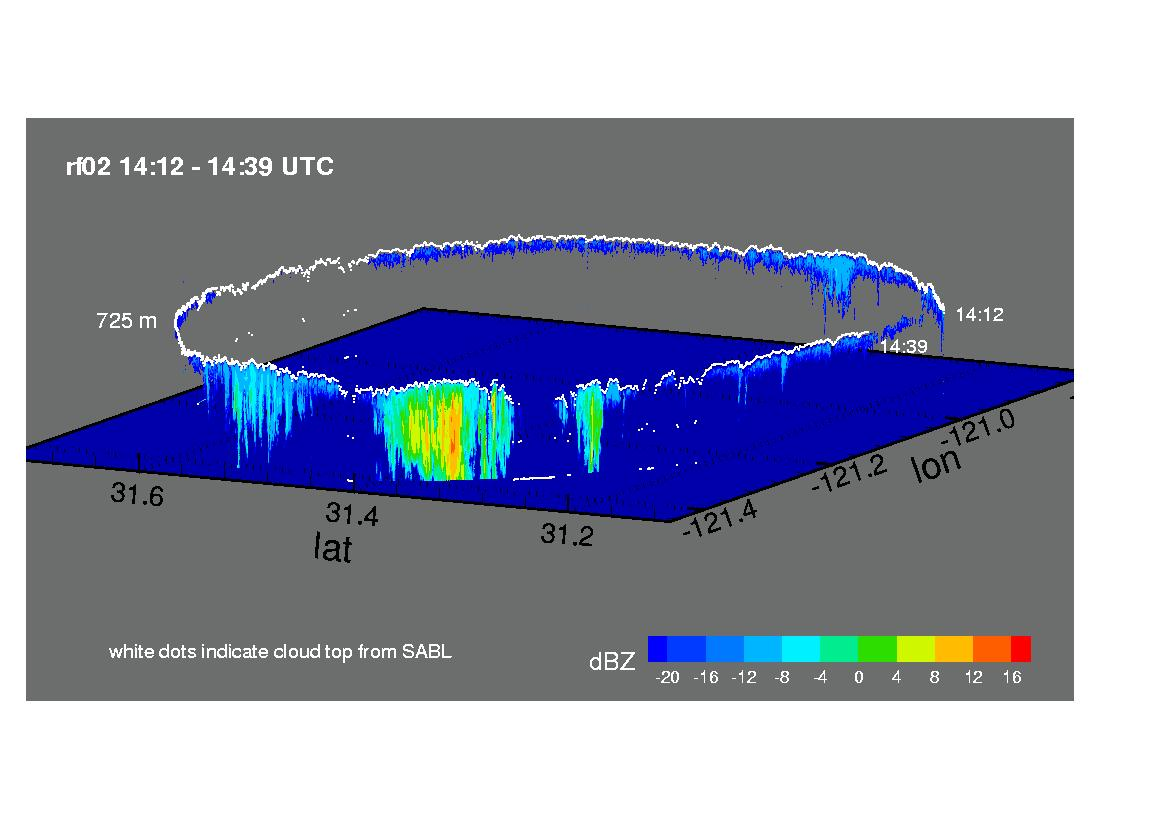 rf02 14:12 - 14:39 UTC
725 m
14:12
14:39
31.6
31.4
31.2
lat
-121.4
-121.2
-121.0
lon
white dots indicate cloud top from SABL
dBZ
-20 -16 -12 -8 -4 0 4 8 12 16